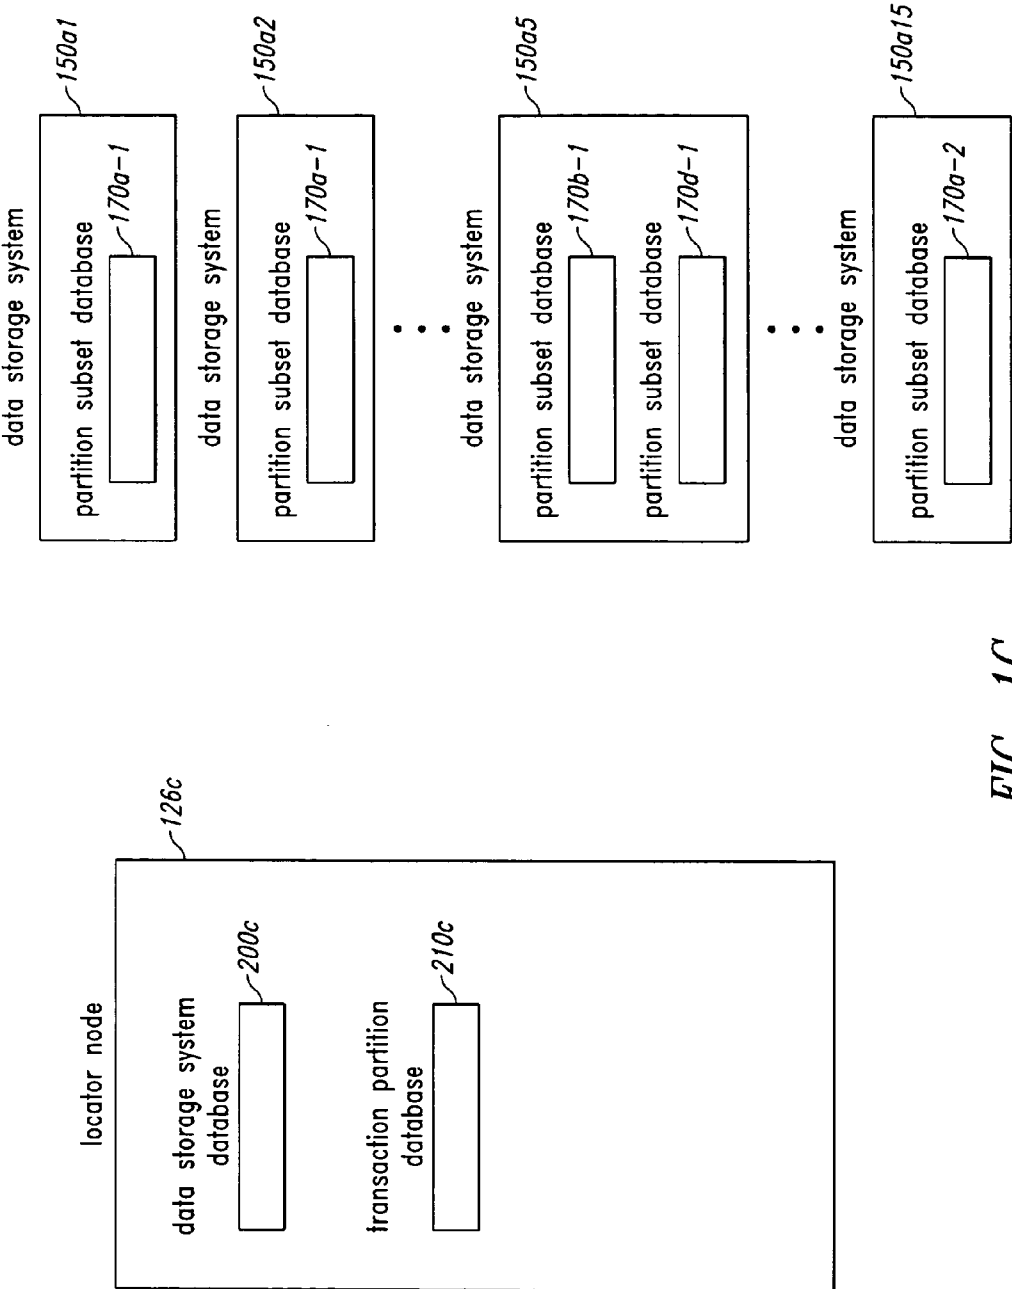 locator node
126c
data storage system
database
200c
transaction partition
database
210c
data storage system
150a1
partition subset database
170a-1
data storage system
150a2
partition subset database
170a-1
data storage system
150a5
partition subset database
170b-1
partition subset database
170d-1
data storage system
150a15
partition subset database
170a-2
FIG. 1C